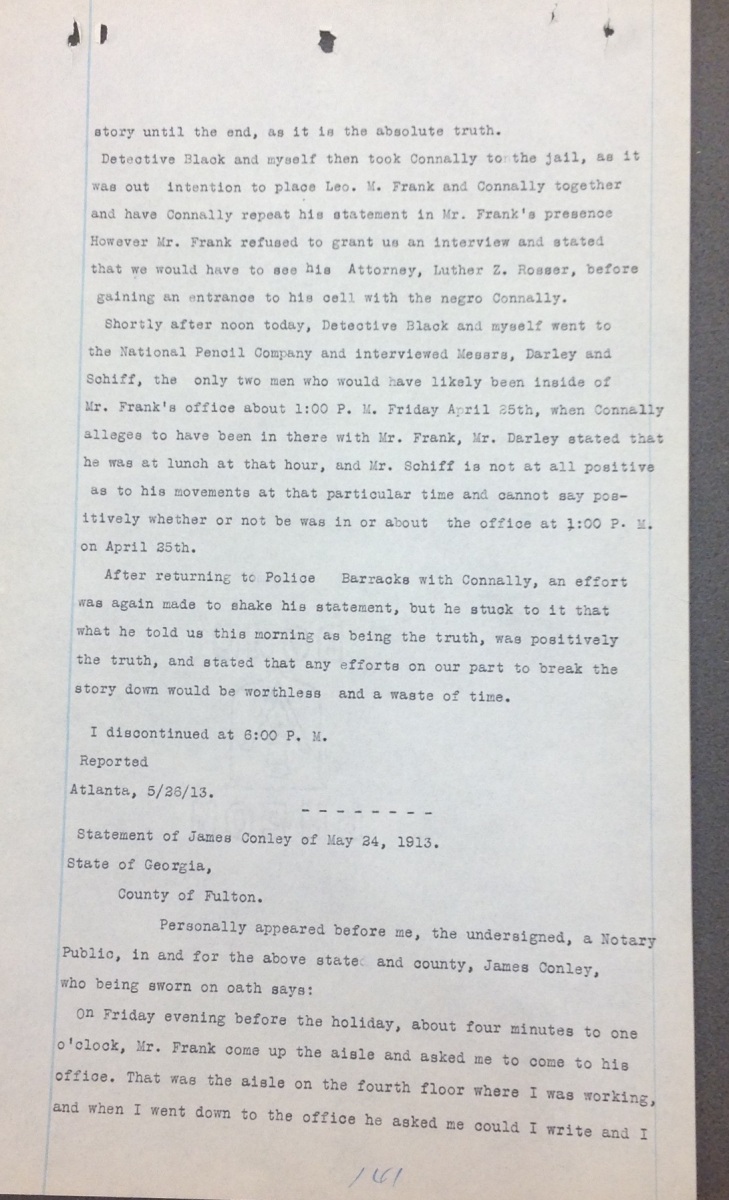 story until the end, as it is the absolute truth.
Detective Black and myself then took Connally to the jail, as it
was out intention to place Leo. M. Frank and Connally together
and have Connally repeat his statement in Mr. Frank's presence
However Mr. Frank refused to grant us an interview and stated
that we would have to see his Attorney, Luther Z. Rosser, before
gaining an entrance to his cell with the negro Connally.
Shortly after noon today, Detective Black and myself went to
the National Pencil Company and interviewed Messrs, Darley and
Schiff, the only two men who would have likely been inside of
Mr. Frank's office about 1:00 P. M. Friday April 25th, when Connally
alleges to have been in there with Mr. Frank, Mr. Darley stated that
he was at lunch at that hour, and Mr. Schiff is not at all positive
as to his movements at that particular time and cannot say pos-
itively whether or not be was in or about the office at 1:00 P. M.
on April 25th.
After returning to Police Barracks with Connally, an effort
was again made to shake his statement, but he stuck to it that
what he told us this morning as being the truth, was positively
the truth, and stated that any efforts on our part to break the
story down would be worthless and a waste of time.
I discontinued at 6:00 P. M.
Reported
Atlanta, 5/26/13.
- - - - - - - -
Statement of James Conley of May 24, 1913.
State of Georgia,
County of Fulton.
Personally appeared before me, the undersigned, a Notary
Public, in and for the above state and county, James Conley,
who being sworn on oath says:
On Friday evening before the holiday, about four minutes to one
o'clock, Mr. Frank come up the aisle and asked me to come to his
office. That was the aisle on the fourth floor where I was working,
and when I went down to the office he asked me could I write and I
161